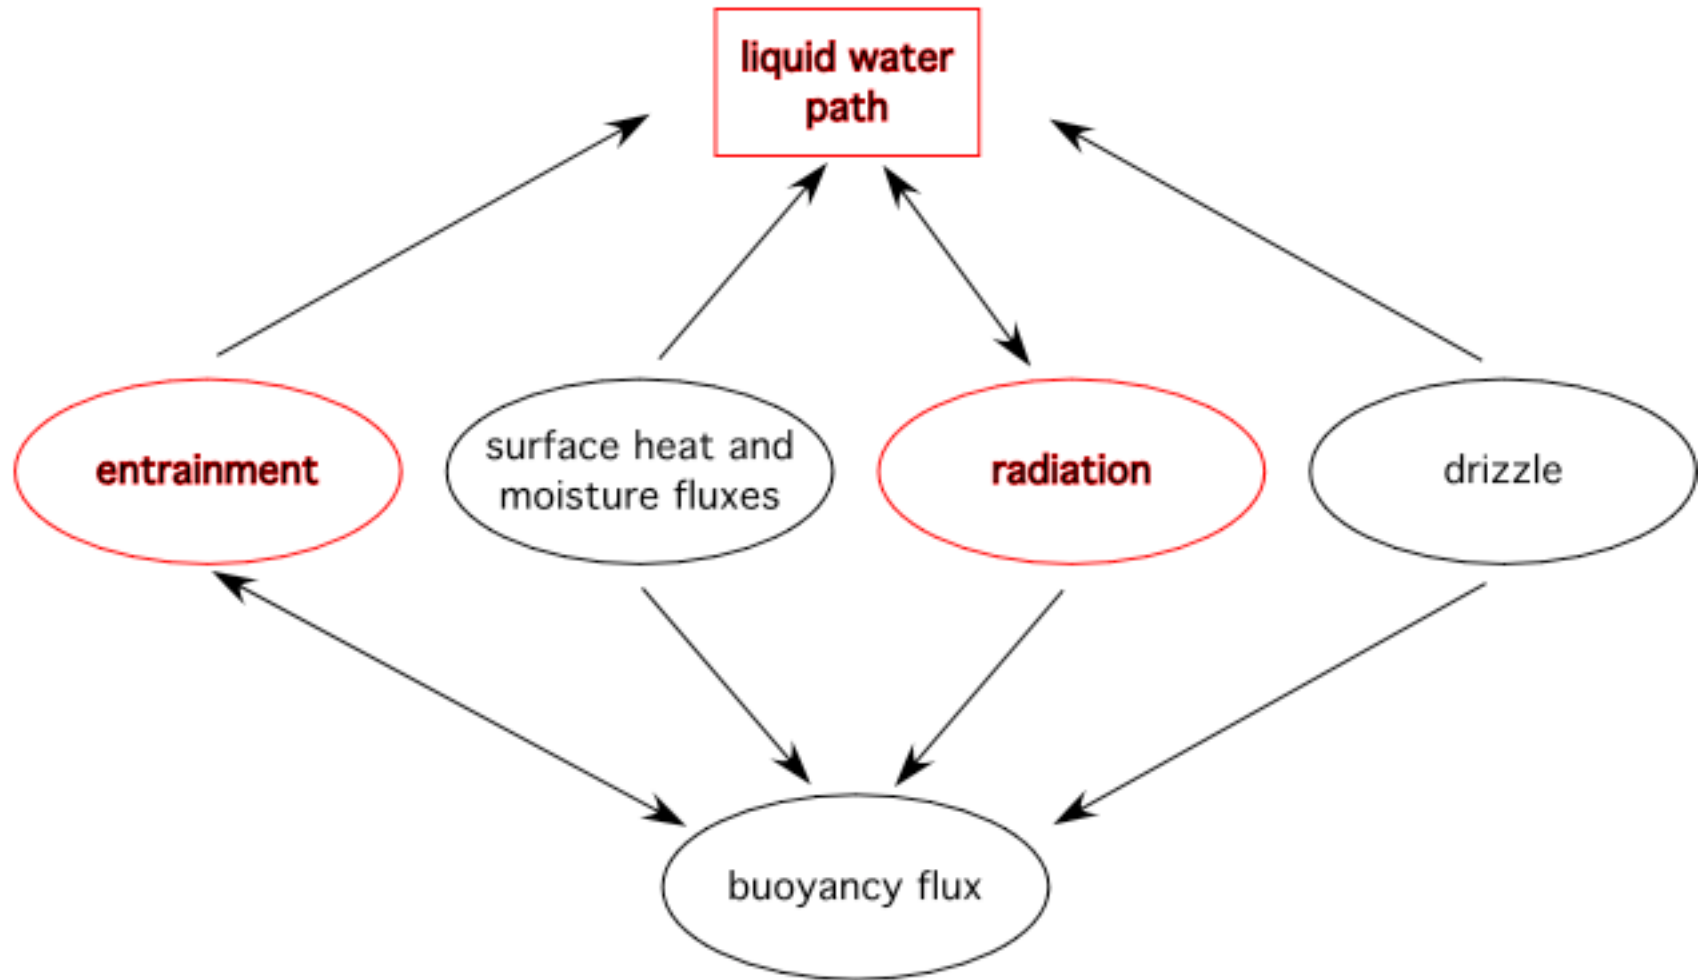 liquid water
path
entrainment
surface heat and
moisture fluxes
radiation
drizzle
buoyancy flux